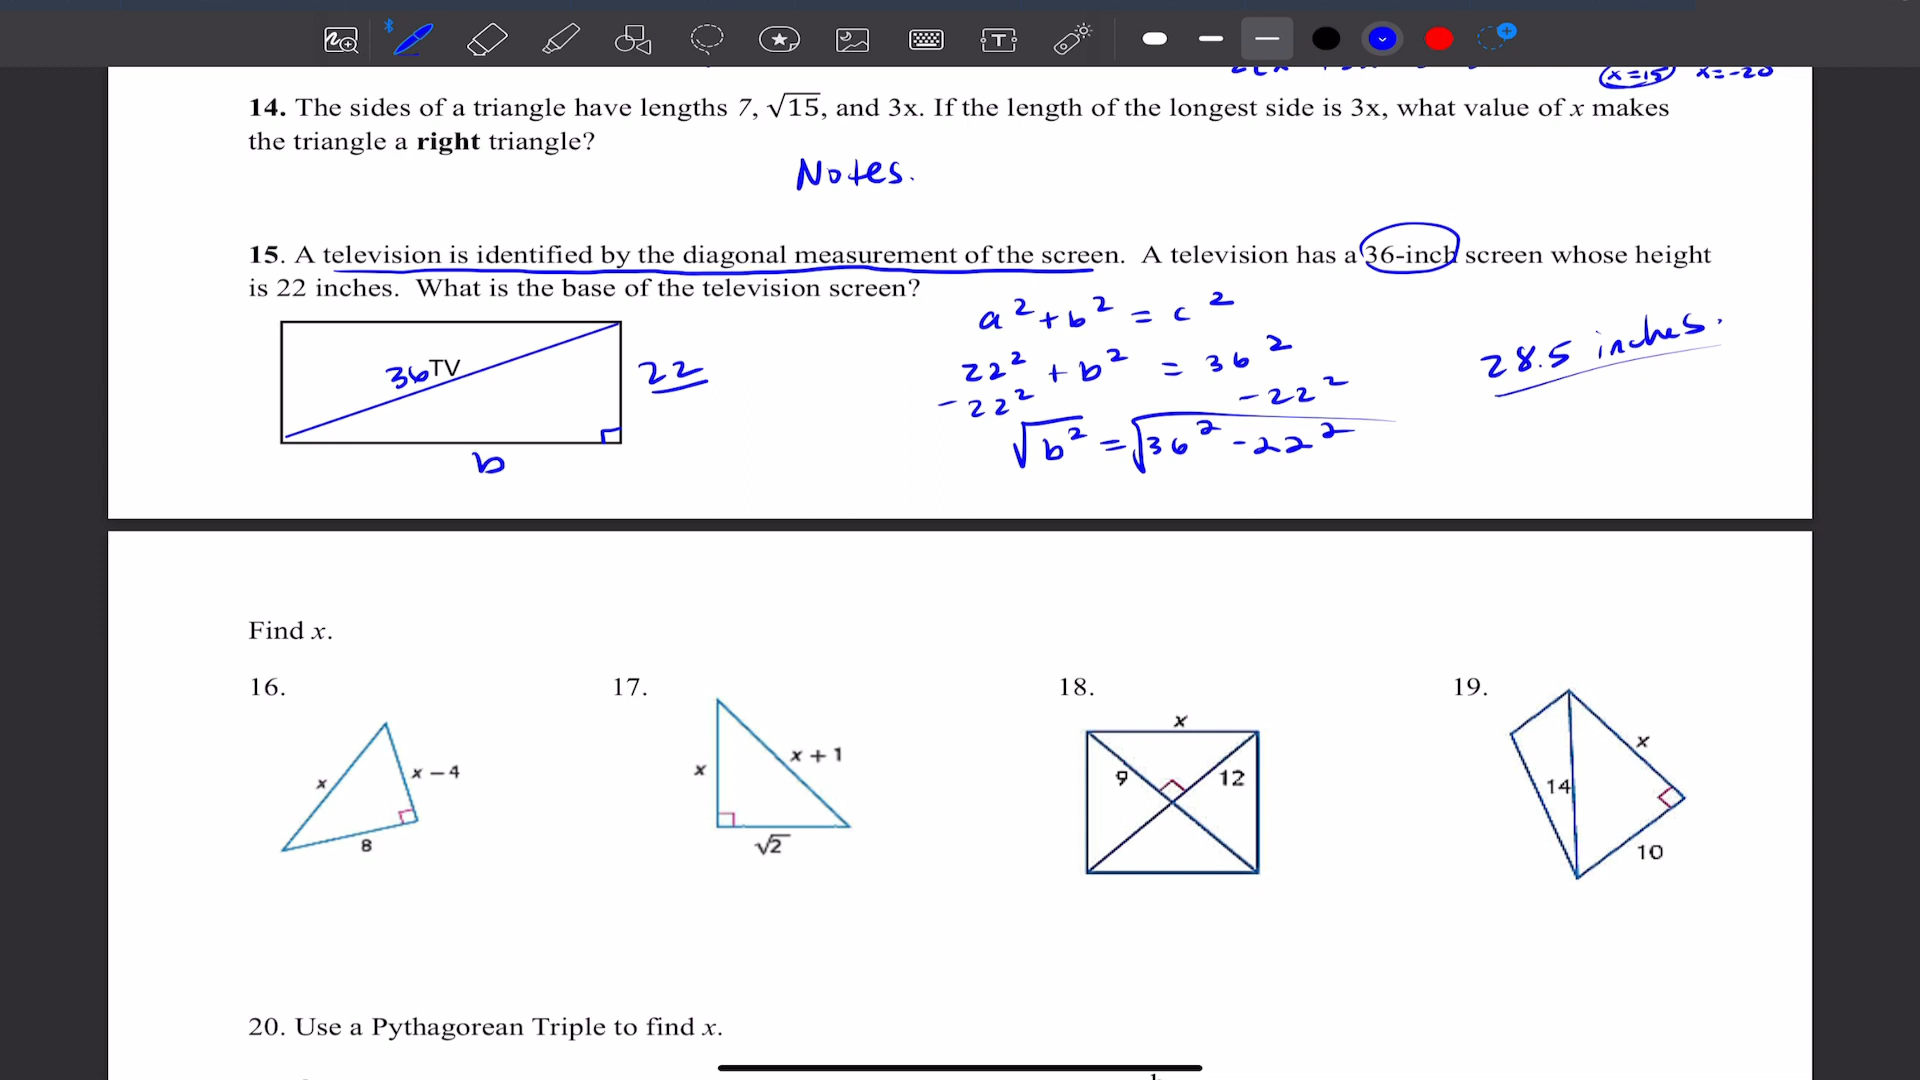 x=15 x=-20
14. The sides of a triangle have lengths 7, √15, and 3x. If the length of the longest side is 3x, what value of x makes
the triangle a right triangle?
Notes.
15. A television is identified by the diagonal measurement of the screen. A television has a 36-inch screen whose height
is 22 inches. What is the base of the television screen?
a² + b² = c²
22² + b² = 36²
-22² -22²
√b² = √36² - 22²
28.5 inches.
36 TV
22
b
Find x.
16.
x
x – 4
8
17.
x
x + 1
√2
18.
x
9
12
19.
x
14
10
20. Use a Pythagorean Triple to find x.